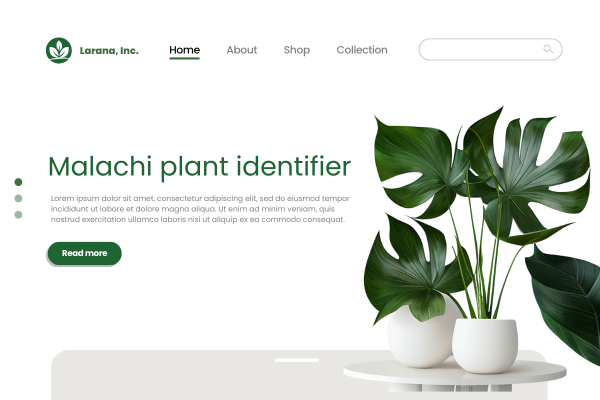 Larana, Inc.
Home
About
Shop
Collection
Malachi plant identifier
Lorem ipsum dolor sit amet, consectetur adipiscing elit, sed do eiusmod tempor
incididunt ut labore et dolore magna aliqua. Ut enim ad minim veniam, quis
nostrud exercitation ullamco laboris nisi ut aliquip ex ea commodo consequat.
Read more